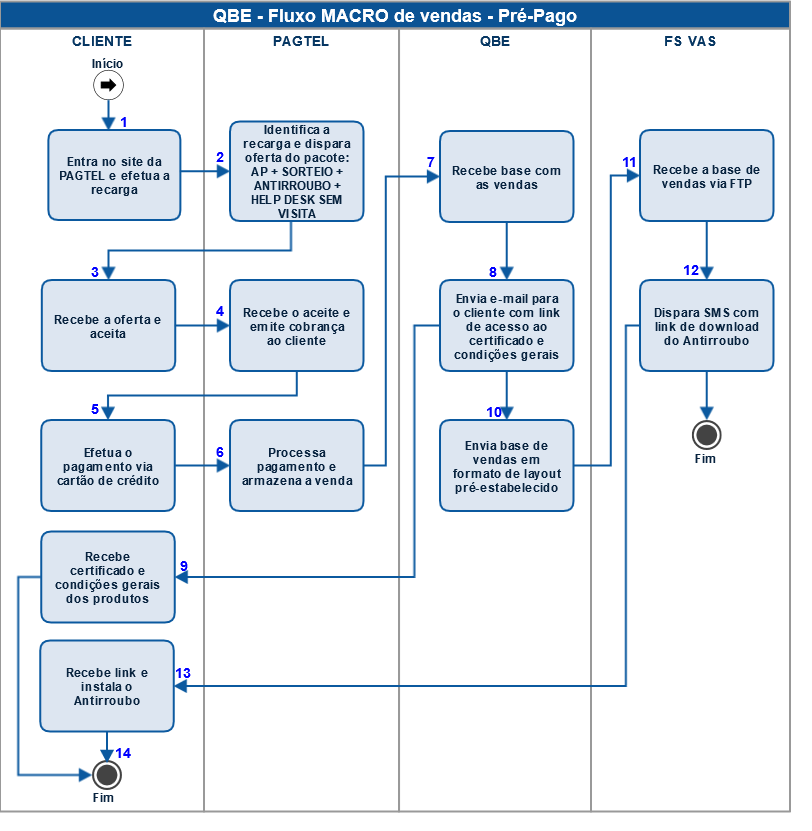 QBE - Fluxo MACRO de vendas - Pré-Pago
CLIENTE
PAGTEL
QBE
FS VAS
Início
1
Entra no site da
PAGTEL e efetua a
recarga
2
Identifica a
recarga e dispara
oferta do pacote:
AP + SORTEIO +
ANTIRROUBO +
HELP DESK SEM
VISITA
3
Recebe a oferta e
aceita
4
Recebe o aceite e
emite cobrança
ao cliente
5
Efetua o
pagamento via
cartão de crédito
6
Processa
pagamento e
armazena a venda
7
Recebe base com
as vendas
8
Envia e-mail para
o cliente com link
de acesso ao
certificado e
condições gerais
9
Recebe
certificado e
condições gerais
dos produtos
10
Envia base de
vendas em
formato de layout
pré-estabelecido
11
Recebe a base de
vendas via FTP
12
Dispara SMS com
link de download
do Antirroubo
Fim
13
Recebe link e
instala o
Antirroubo
14
Fim